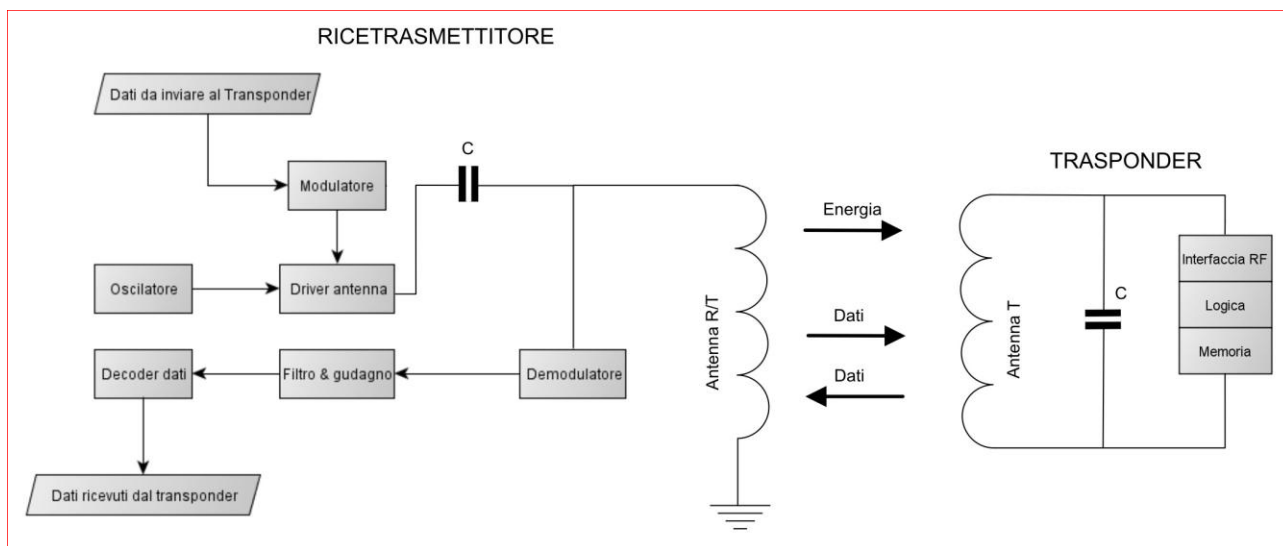 RICETRASMETTITORE
Dati da inviare al Transponder
C
Modulatore
TRASPONDER
Energia
Oscilatore
Driver antenna
Interfaccia RF
C
Logica
Antenna R/T
Dati
Antenna T
Memoria
Decoder dati
Filtro & gudagno
Demodulatore
Dati
Dati ricevuti dal transponder